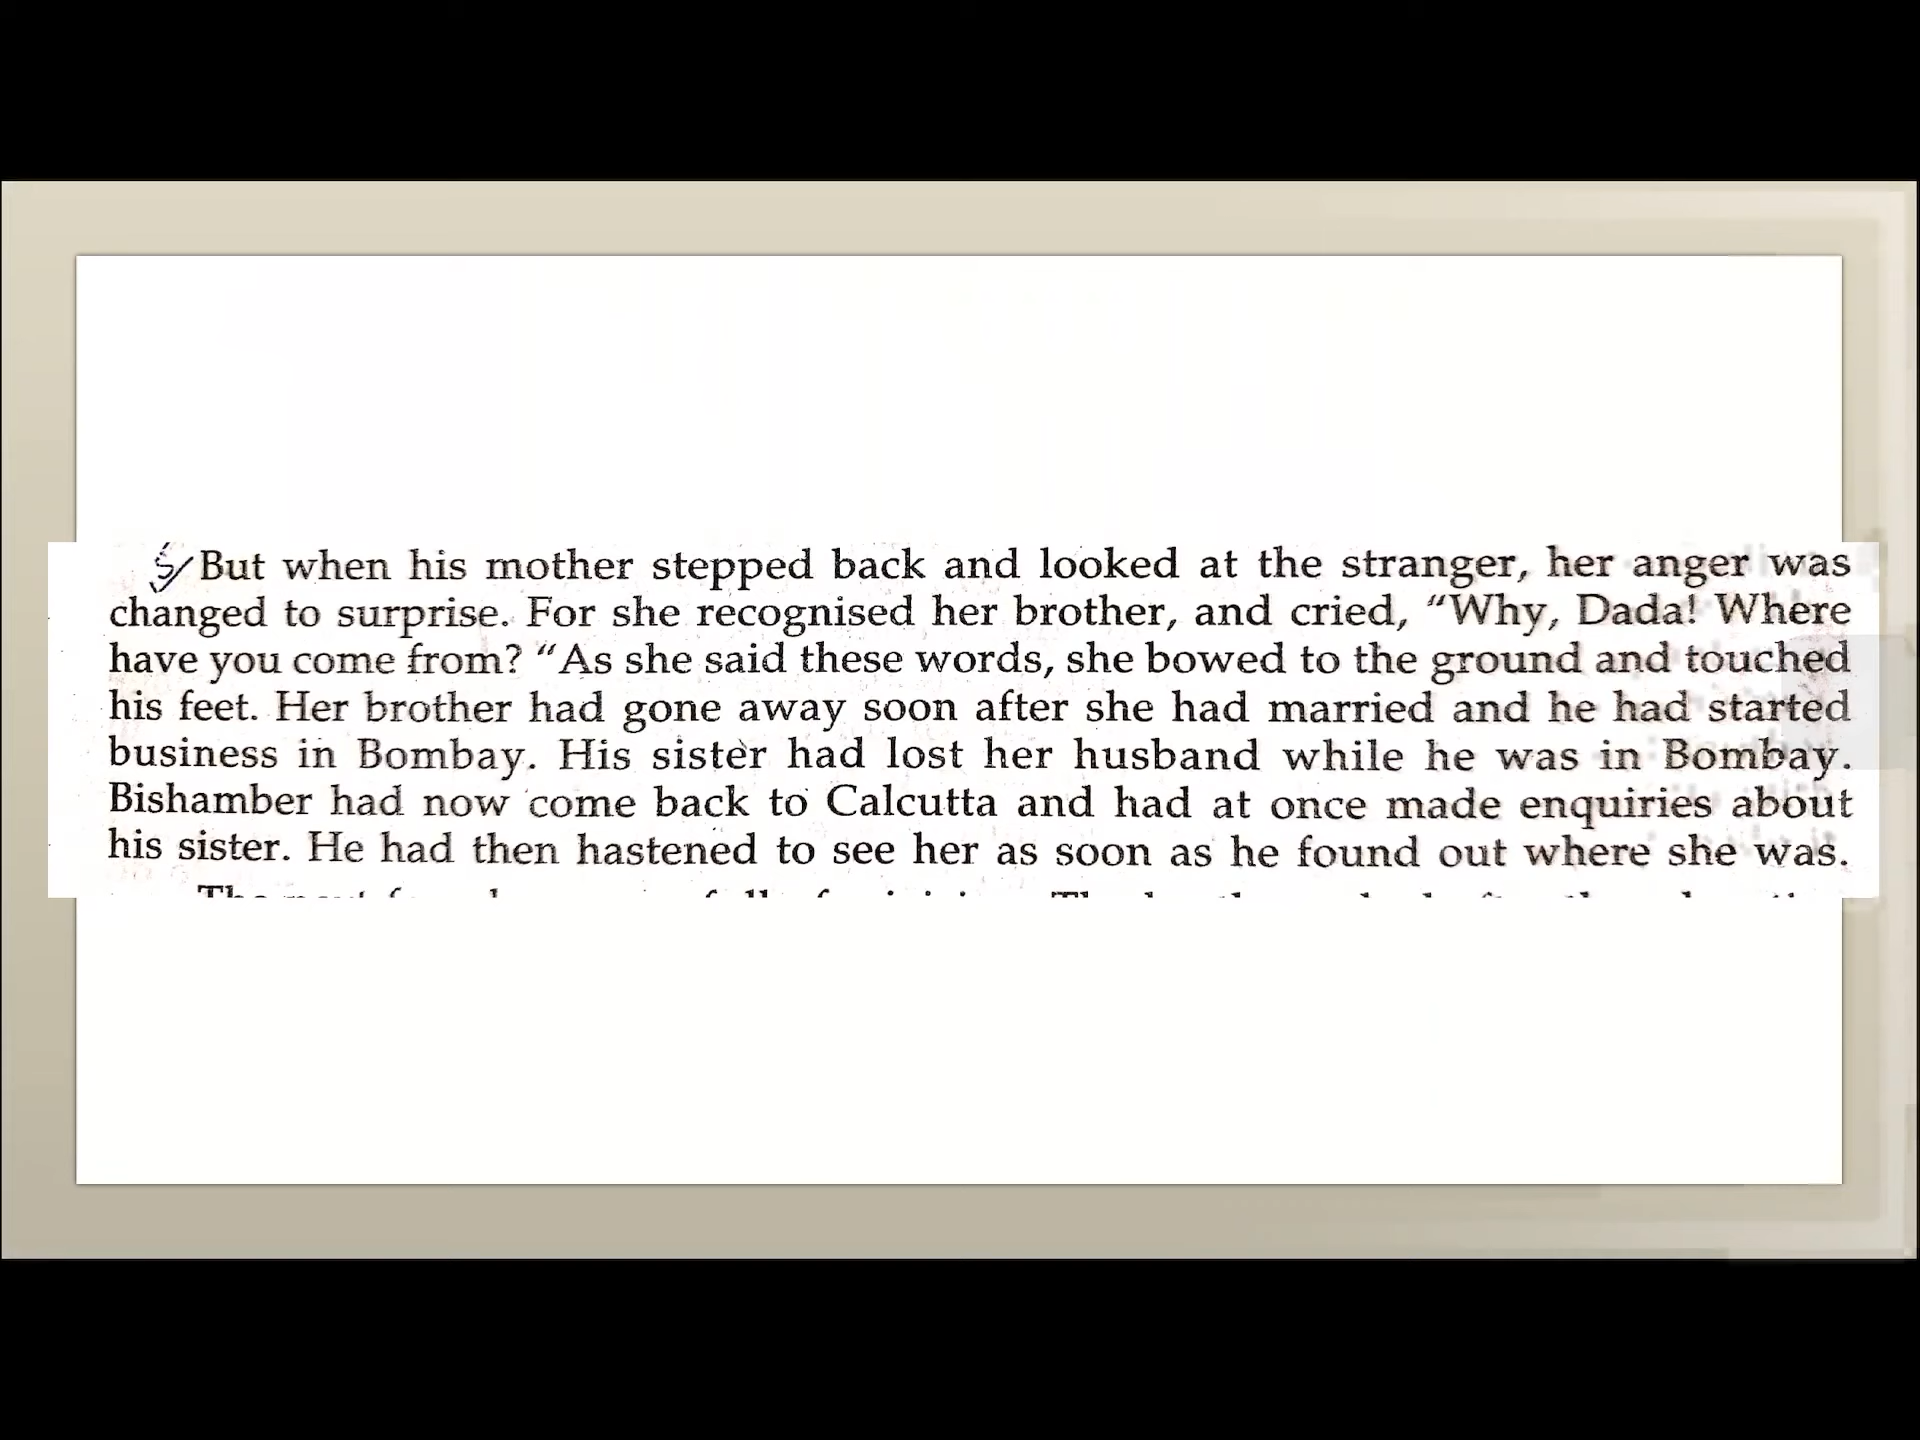 5/ But when his mother stepped back and looked at the stranger, her anger was
changed to surprise. For she recognised her brother, and cried, “Why, Dada! Where
have you come from? “As she said these words, she bowed to the ground and touched
his feet. Her brother had gone away soon after she had married and he had started
business in Bombay. His sister had lost her husband while he was in Bombay.
Bishamber had now come back to Calcutta and had at once made enquiries about
his sister. He had then hastened to see her as soon as he found out where she was.